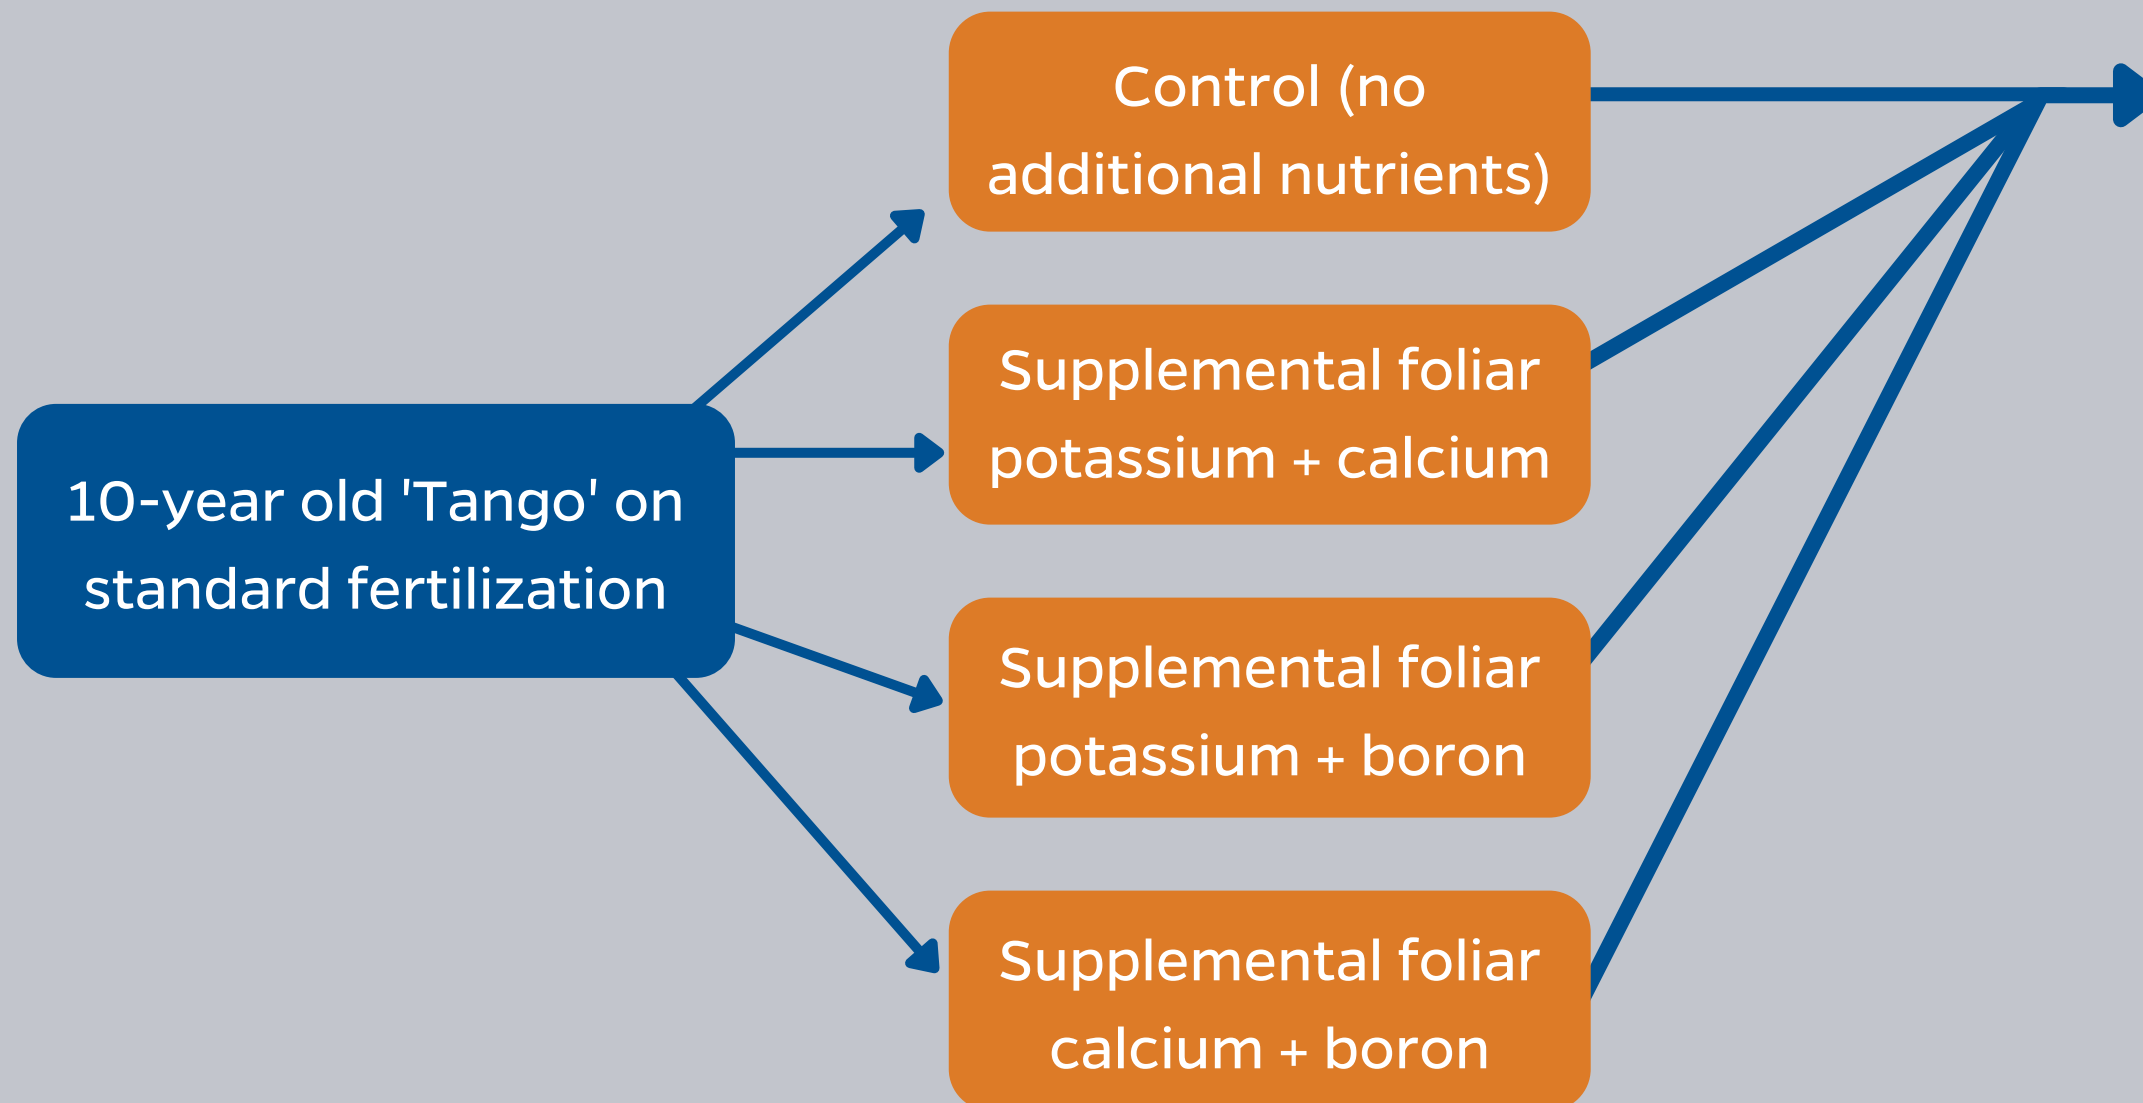 Control (no
additional nutrients)
Supplemental foliar
potassium + calcium
10-year old 'Tango' on
standard fertilization
Supplemental foliar
potassium + boron
Supplemental foliar
calcium + boron